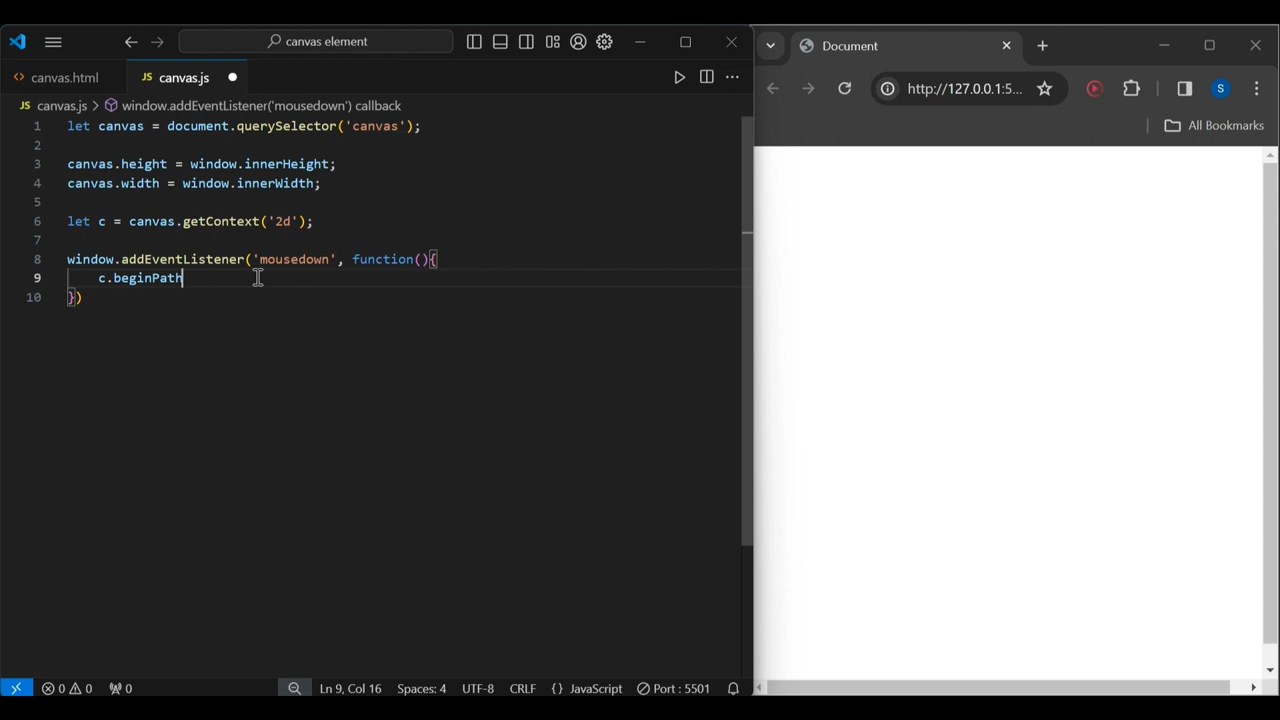 canvas element
canvas.html
JS canvas.js
JS canvas.js > window.addEventListener('mousedown') callback
1 let canvas = document.querySelector('canvas');
2
3 canvas.height = window.innerHeight;
4 canvas.width = window.innerWidth;
5
6 let c = canvas.getContext('2d');
7
8 window.addEventListener('mousedown', function(){
9 c.beginPath
10 })
0 0 0
Ln 9, Col 16 Spaces: 4 UTF-8 CRLF {} JavaScript Port : 5501
Document
http://127.0.0.1:5...
S
All Bookmarks